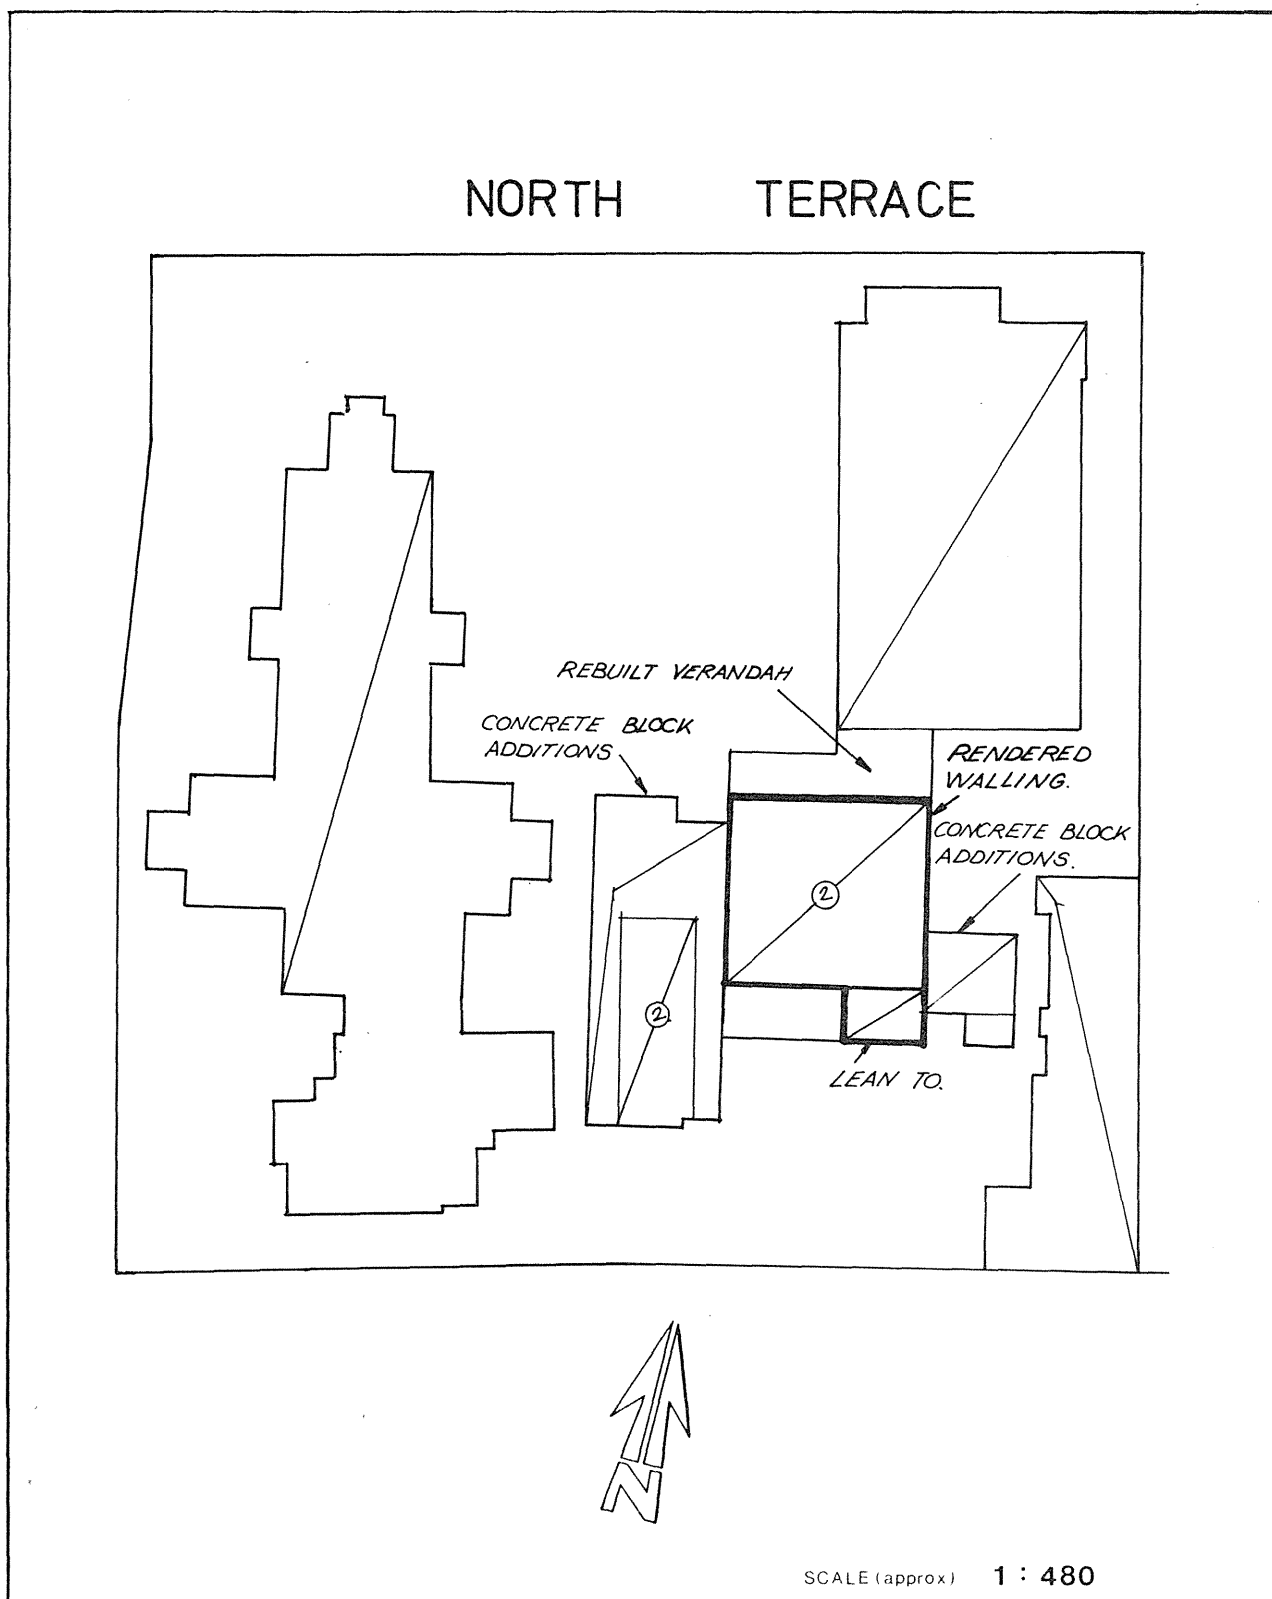 NORTH TERRACE
REBUILT VERANDAH
CONCRETE BLOCK
ADDITIONS
RENDERED
WALLING.
CONCRETE BLOCK
ADDITIONS.
2
2
LEAN TO.
N
SCALE (approx) 1 : 480